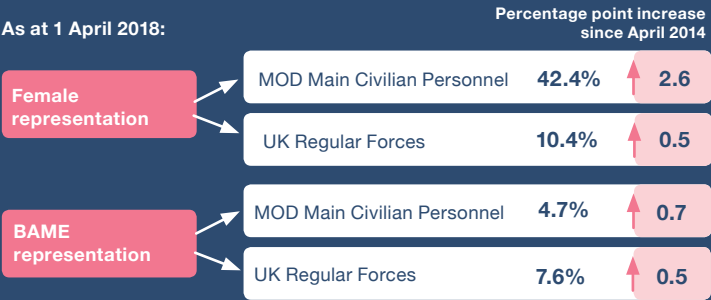 As at 1 April 2018:
Percentage point increase
since April 2014
Female
representation
MOD Main Civilian Personnel 42.4% 2.6
UK Regular Forces 10.4% 0.5
BAME
representation
MOD Main Civilian Personnel 4.7% 0.7
UK Regular Forces 7.6% 0.5